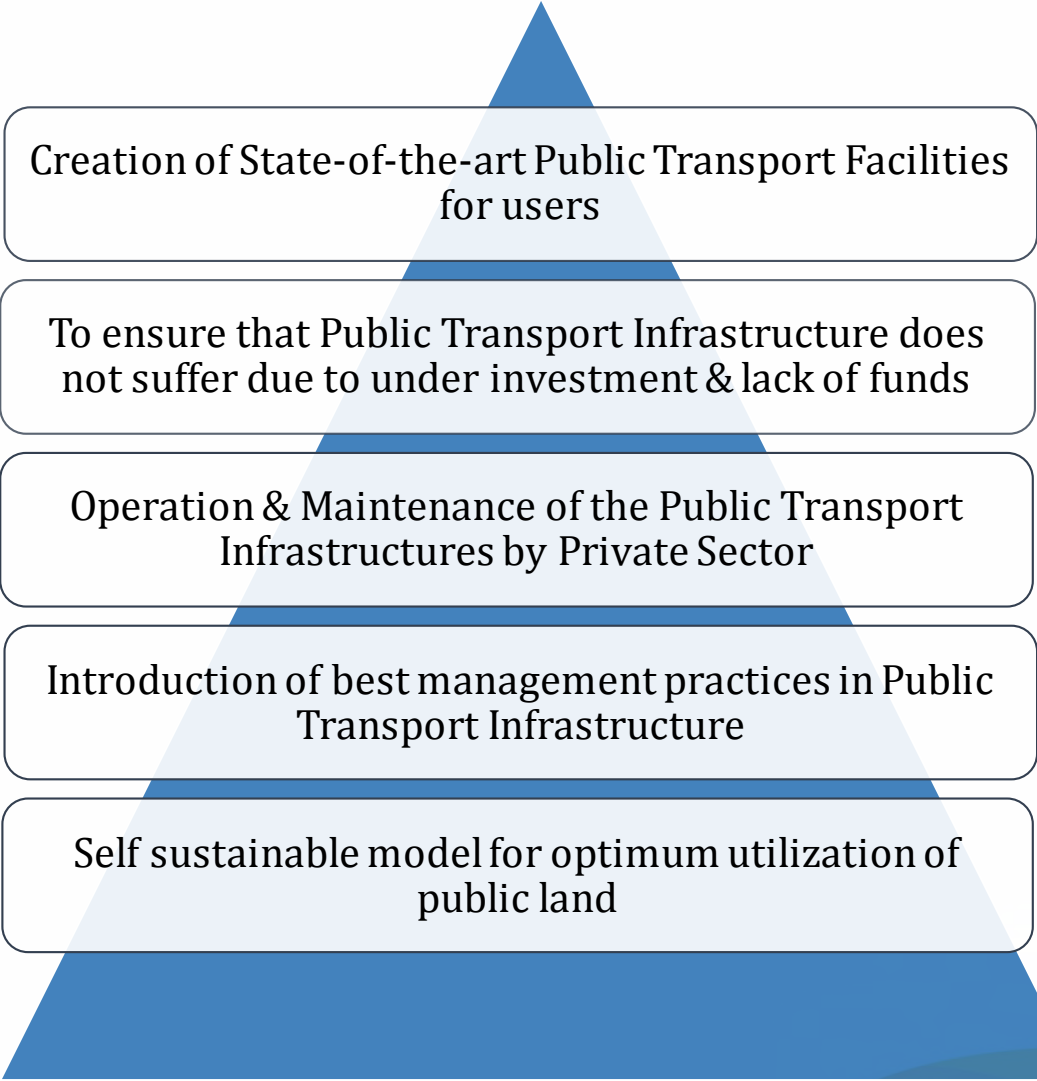 Creation of State-of-the-art Public Transport Facilities
for users
To ensure that Public Transport Infrastructure does
not suffer due to under investment & lack of funds
Operation & Maintenance of the Public Transport
Infrastructures by Private Sector
Introduction of best management practices in Public
Transport Infrastructure
Self sustainable model for optimum utilization of
public land